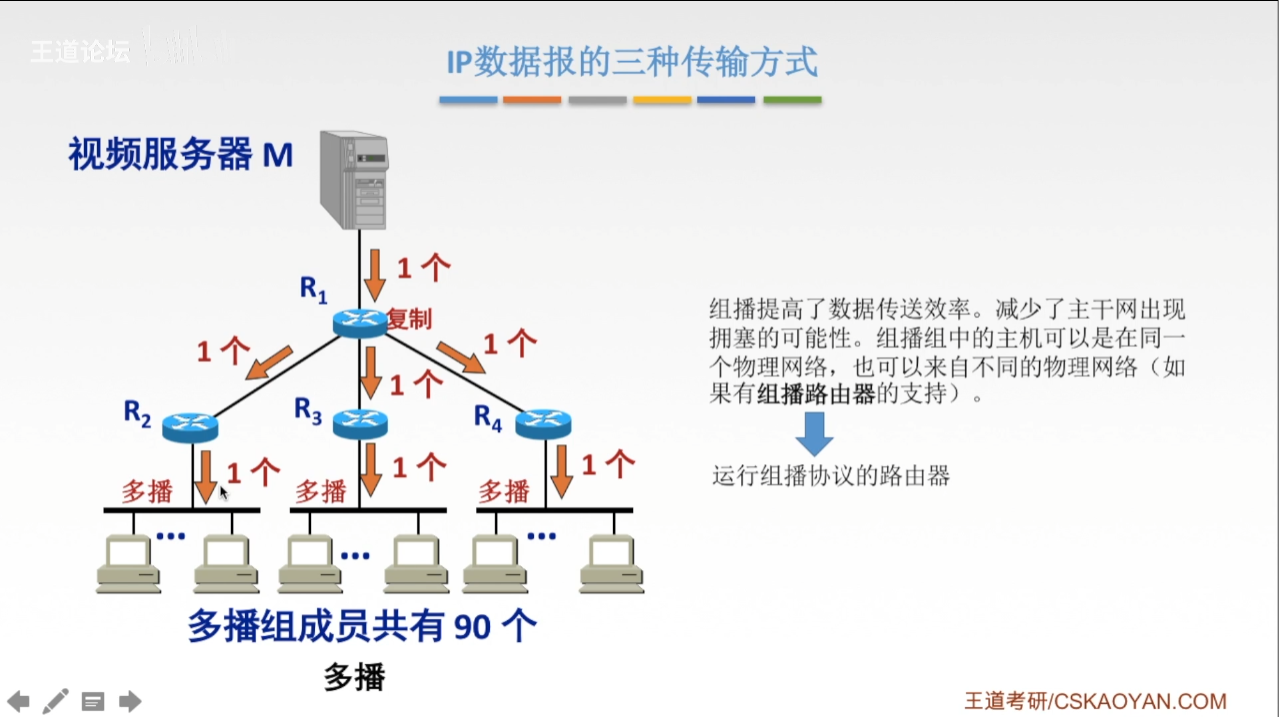 王道论坛
IP数据报的三种传输方式
视频服务器 M
1 个
R1
复制
1 个
1 个
1 个
R2
R3
R4
1 个
1 个
1 个
多播
多播
多播
多播组成员共有 90 个
多播
组播提高了数据传送效率。减少了主干网出现
拥塞的可能性。组播组中的主机可以是在同一
个物理网络，也可以来自不同的物理网络（如
果有组播路由器的支持）。
运行组播协议的路由器
王道考研/CSKAOYAN.COM